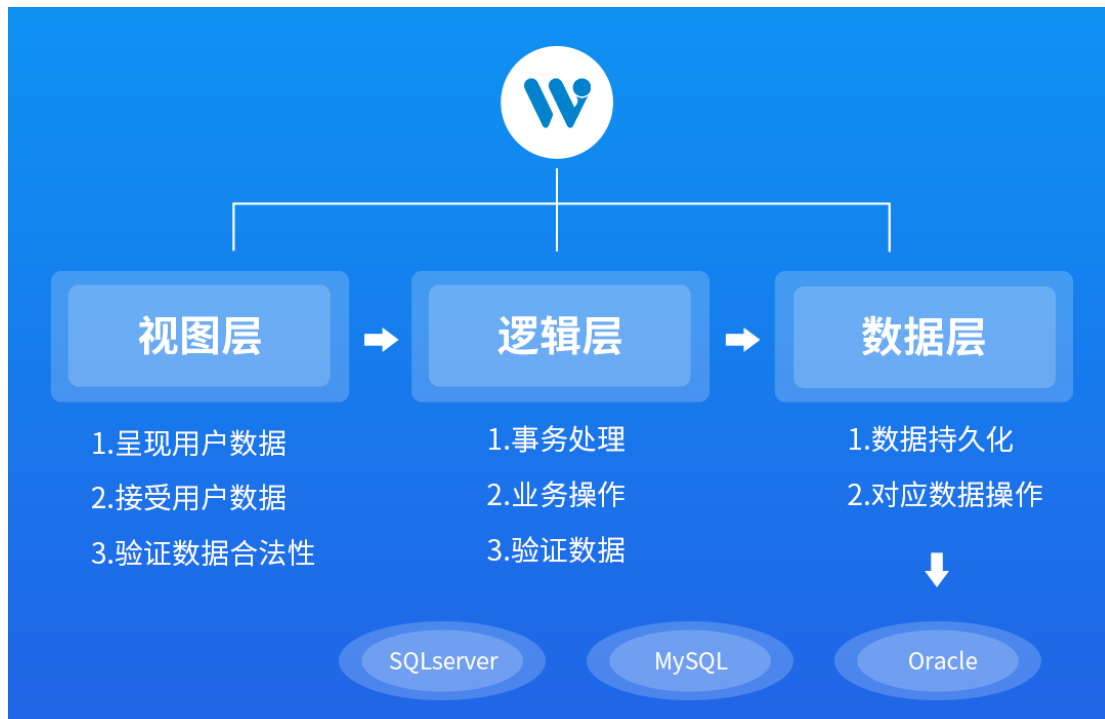 视图层
1.呈现用户数据
2.接受用户数据
3.验证数据合法性
逻辑层
1.事务处理
2.业务操作
3.验证数据
数据层
1.数据持久化
2.对应数据操作
SQLserver
MySQL
Oracle